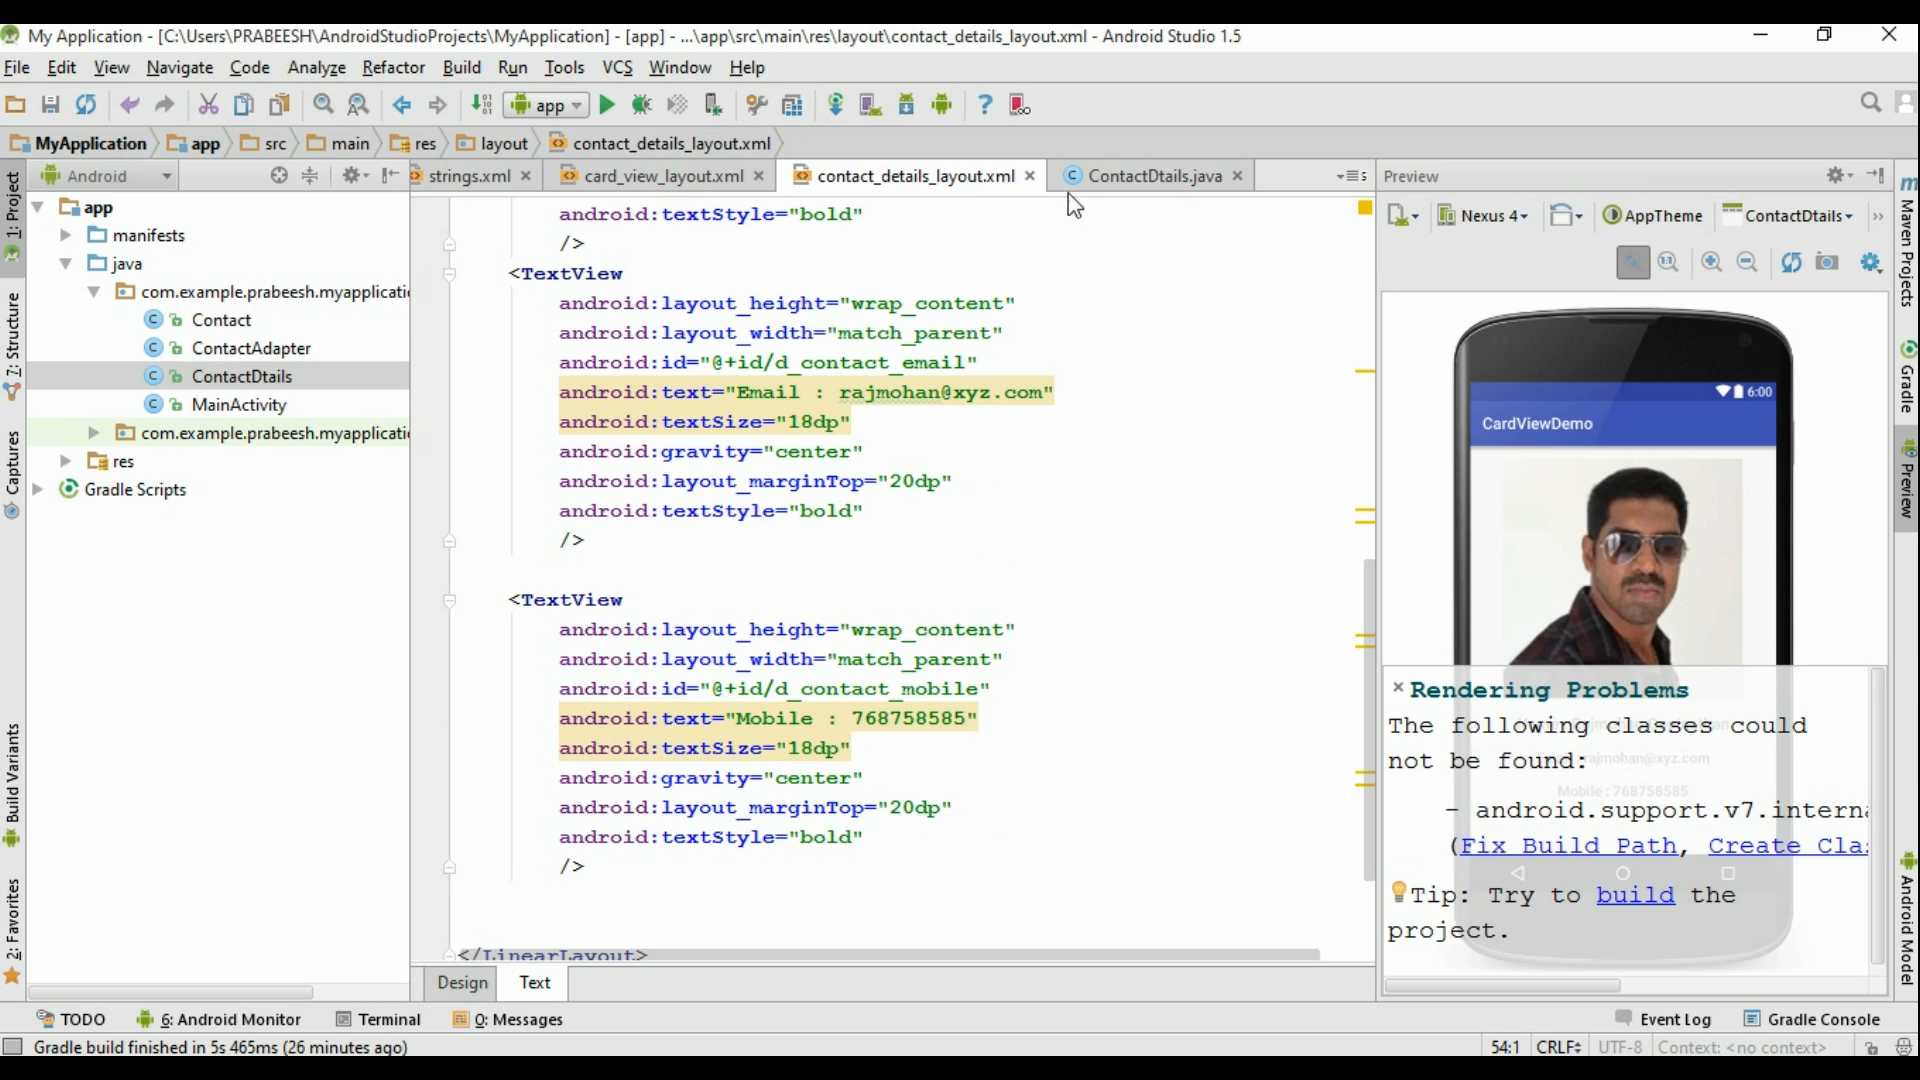 My Application - [C:\Users\PRABEESH\AndroidStudioProjects\MyApplication] - [app] - ...\app\src\main\res\layout\contact_details_layout.xml - Android Studio 1.5
File Edit View Navigate Code Analyze Refactor Build Run Tools VCS Window Help
app
MyApplication app src main res layout contact_details_layout.xml
Android
strings.xml card_view_layout.xml contact_details_layout.xml ContactDtails.java
Preview
1: Project
7: Structure
Captures
Build Variants
2: Favorites
app
manifests
java
com.example.prabeesh.myapplicati
Contact
ContactAdapter
ContactDtails
MainActivity
com.example.prabeesh.myapplicati
res
Gradle Scripts
android:textStyle="bold"
/>
<TextView
android:layout_height="wrap_content"
android:layout_width="match_parent"
android:id="@+id/d_contact_email"
android:text="Email : rajmohan@xyz.com"
android:textSize="18dp"
android:gravity="center"
android:layout_marginTop="20dp"
android:textStyle="bold"
/>
<TextView
android:layout_height="wrap_content"
android:layout_width="match_parent"
android:id="@+id/d_contact_mobile"
android:text="Mobile : 768758585"
android:textSize="18dp"
android:gravity="center"
android:layout_marginTop="20dp"
android:textStyle="bold"
/>
</LinearLayout>
Design Text
Nexus 4 AppTheme ContactDtails
6:00
CardViewDemo
Rendering Problems
The following classes could
not be found:
rajmohan@xyz.com
Mobile : 768758585
- android.support.v7.interna
(Fix Build Path, Create Clas
Tip: Try to build the
project.
Maven Projects
Gradle
Preview
Android Model
TODO 6: Android Monitor Terminal 0: Messages
Event Log Gradle Console
Gradle build finished in 5s 465ms (26 minutes ago)
54:1 CRLF UTF-8 Context: <no context>